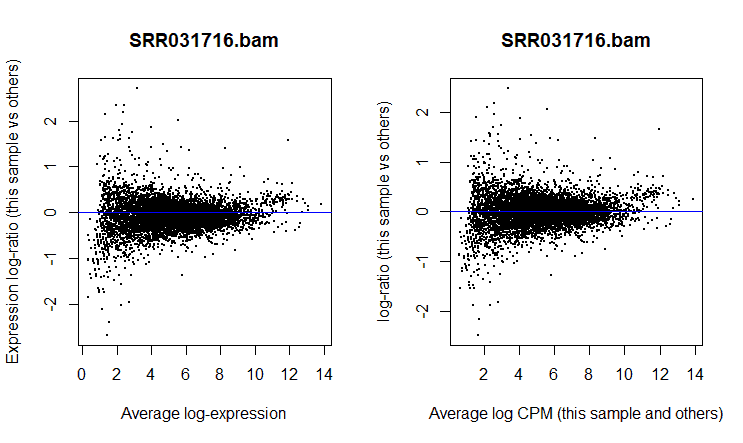 SRR031716.bam
Expression log-ratio (this sample vs others)
2
1
0
-1
-2
0 2 4 6 8 10 12 14
Average log-expression
SRR031716.bam
log-ratio (this sample vs others)
2
1
0
-1
-2
2 4 6 8 10 12 14
Average log CPM (this sample and others)